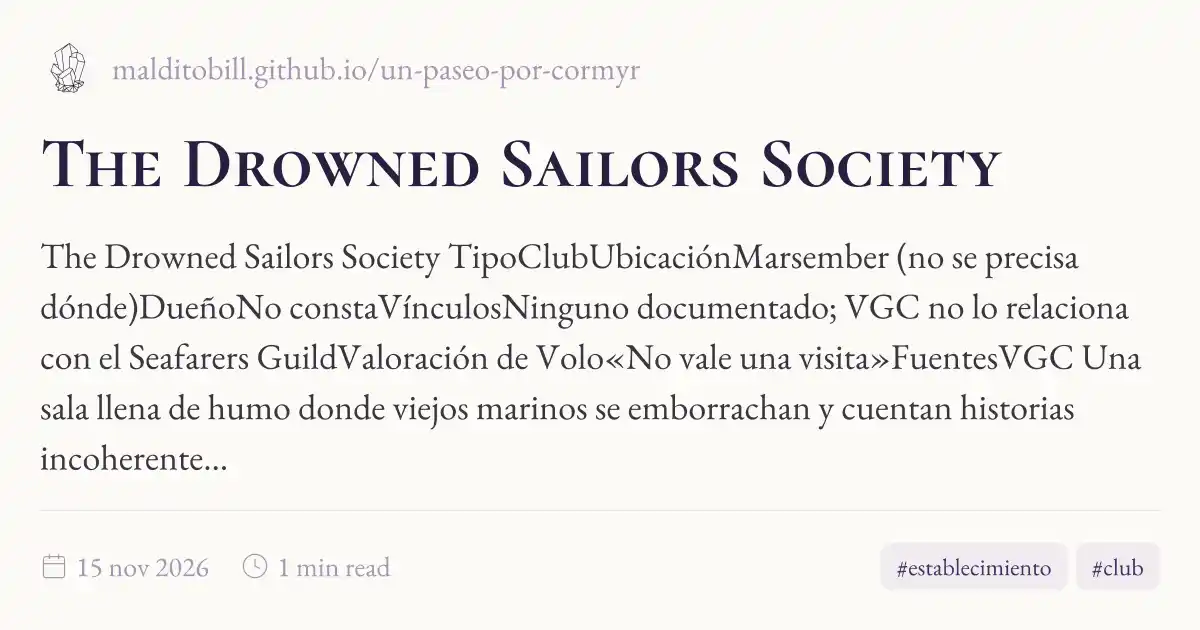 malditobill.github.io/un-paseo-por-cormyr
The Drowned Sailors Society
The Drowned Sailors Society TipoClubUbicaciónMarsember (no se precisa
dónde)DueñoNo constaVínculosNinguno documentado; VGC no lo relaciona
con el Seafarers GuildValoración de Volo«No vale una visita»FuentesVGC Una
sala llena de humo donde viejos marinos se emborrachan y cuentan historias
incoherente...
15 nov 2026 1 min read #establecimiento #club